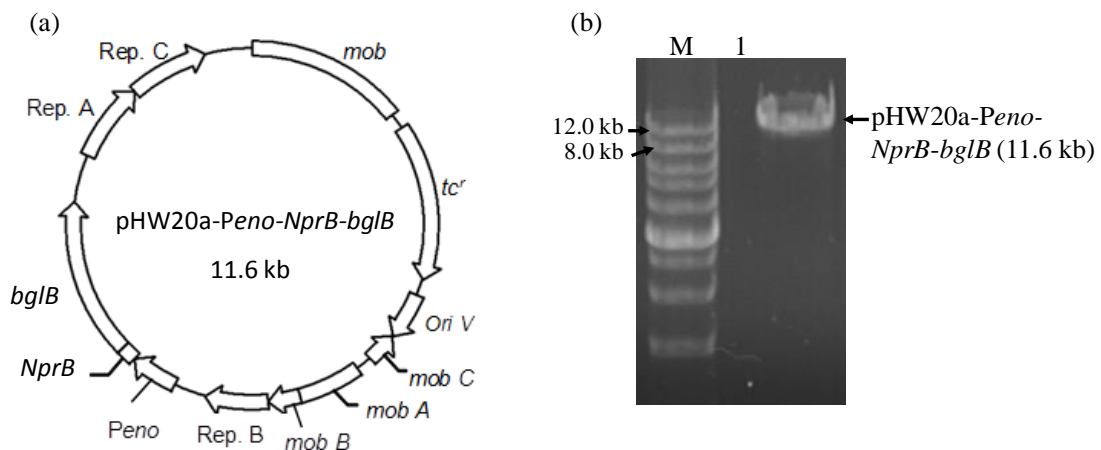 (a)
Rep. C
mob
Rep. A
tcʳ
pHW20a-Peno-NprB-bglB
11.6 kb
bglB
Ori V
NprB
mob C
Peno
mob A
Rep. B
mob B
(b)
M 1
12.0 kb
8.0 kb
pHW20a-Peno-
NprB-bglB (11.6 kb)